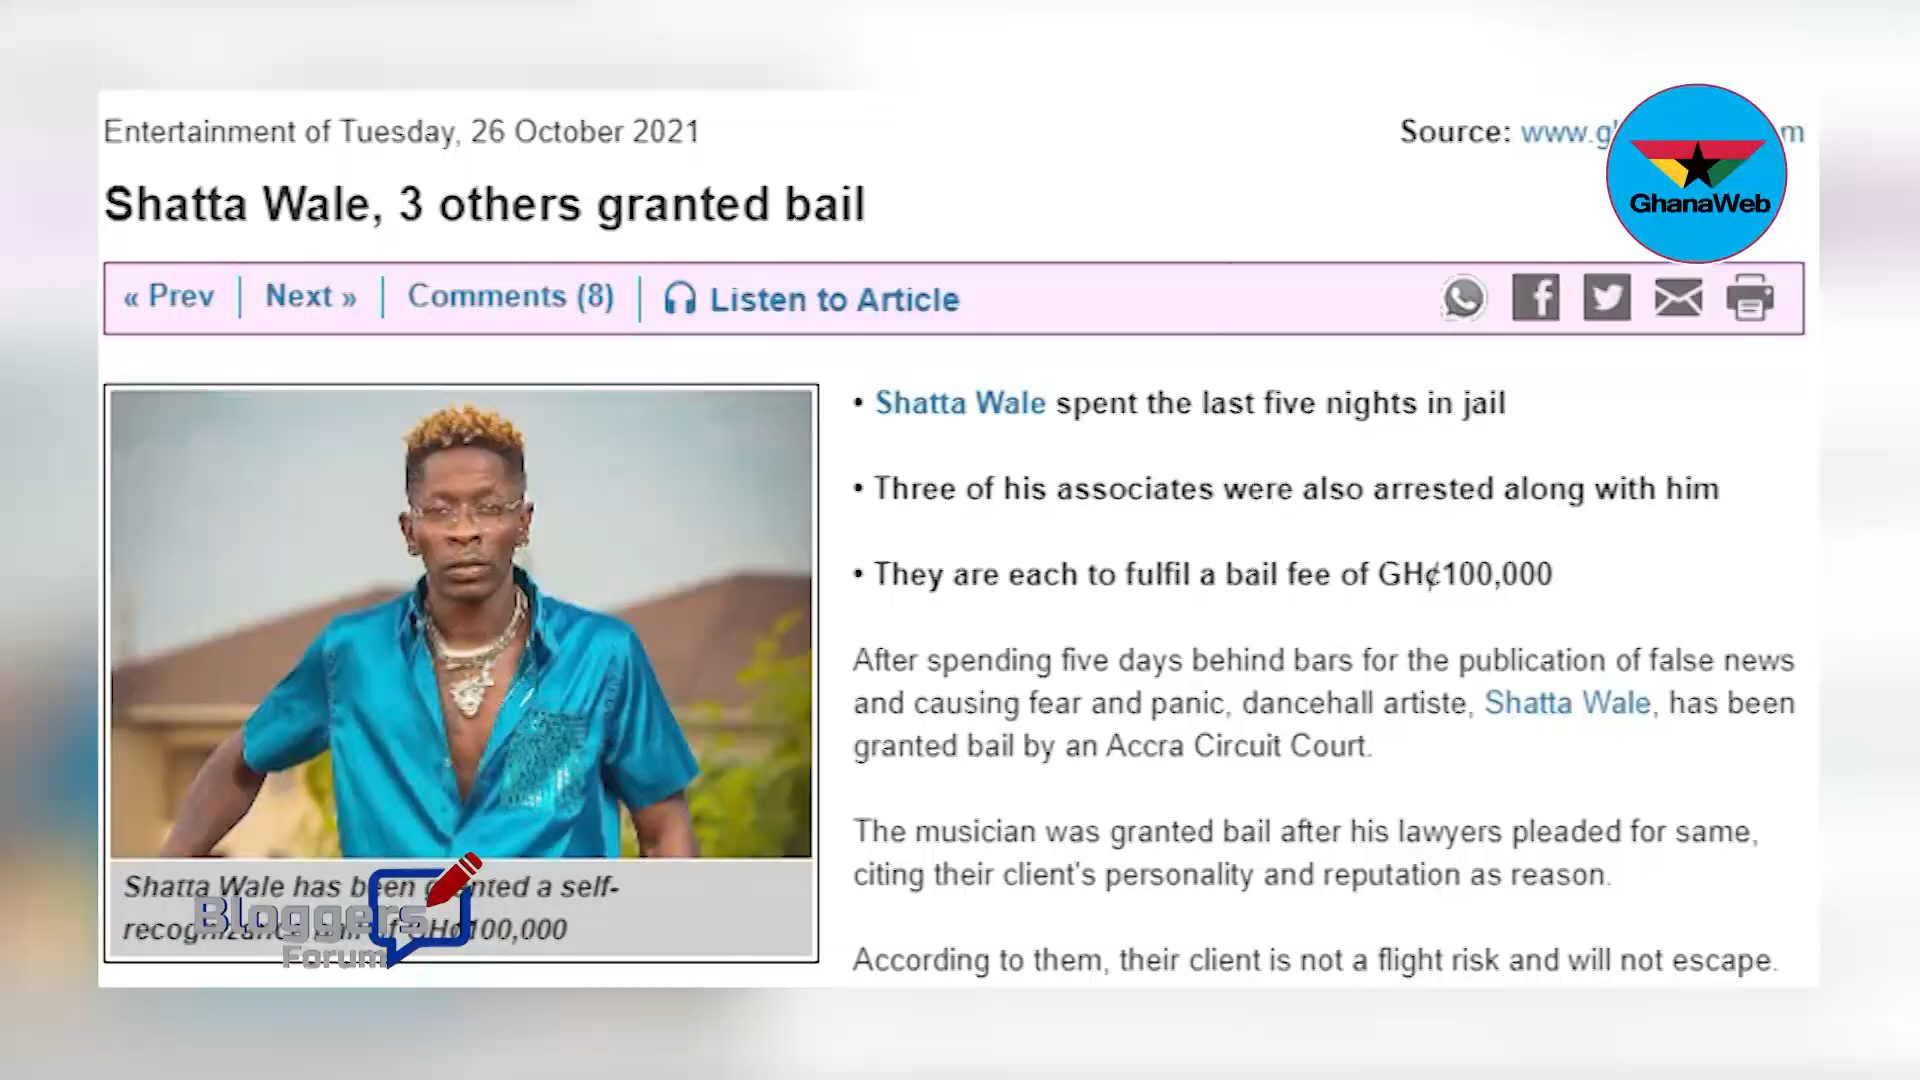 Entertainment of Tuesday, 26 October 2021
Source: www.g
m
GhanaWeb
Shatta Wale, 3 others granted bail
« Prev
Next »
Comments (8)
Listen to Article
• Shatta Wale spent the last five nights in jail
• Three of his associates were also arrested along with him
• They are each to fulfil a bail fee of GH¢100,000
After spending five days behind bars for the publication of false news
and causing fear and panic, dancehall artiste, Shatta Wale, has been
granted bail by an Accra Circuit Court.
The musician was granted bail after his lawyers pleaded for same,
citing their client's personality and reputation as reason.
According to them, their client is not a flight risk and will not escape.
Shatta Wale has been granted a self-
GH¢100,000
Bloggers
Forum